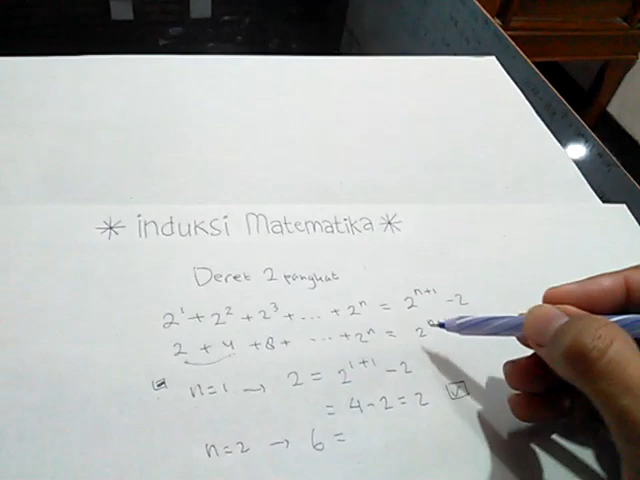 * induksi Matematika *
Deret 2 pangkat
2¹ + 2² + 2³ + ... + 2ⁿ = 2ⁿ⁺¹ - 2
2 + 4 + 8 + ... + 2ⁿ = 2ⁿ
n=1 → 2 = 2¹⁺¹ - 2
= 4 - 2 = 2
n=2 → 6 =